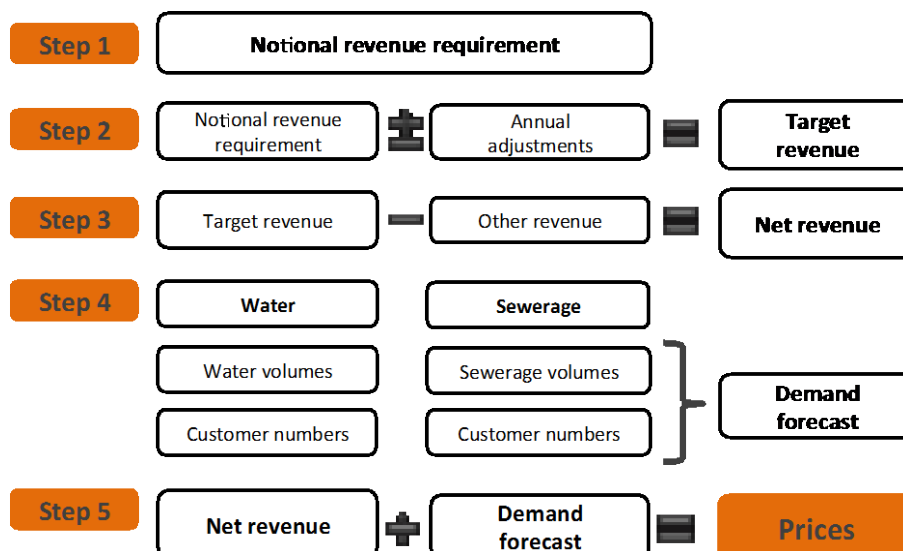 Step 1
Notional revenue requirement
Step 2
Notional revenue
requirement
±
Annual
adjustments
=
Target
revenue
Step 3
Target revenue
−
Other revenue
=
Net revenue
Step 4
Water
Sewerage
Water volumes
Sewerage volumes
Customer numbers
Customer numbers
Demand
forecast
Step 5
Net revenue
+
Demand
forecast
=
Prices